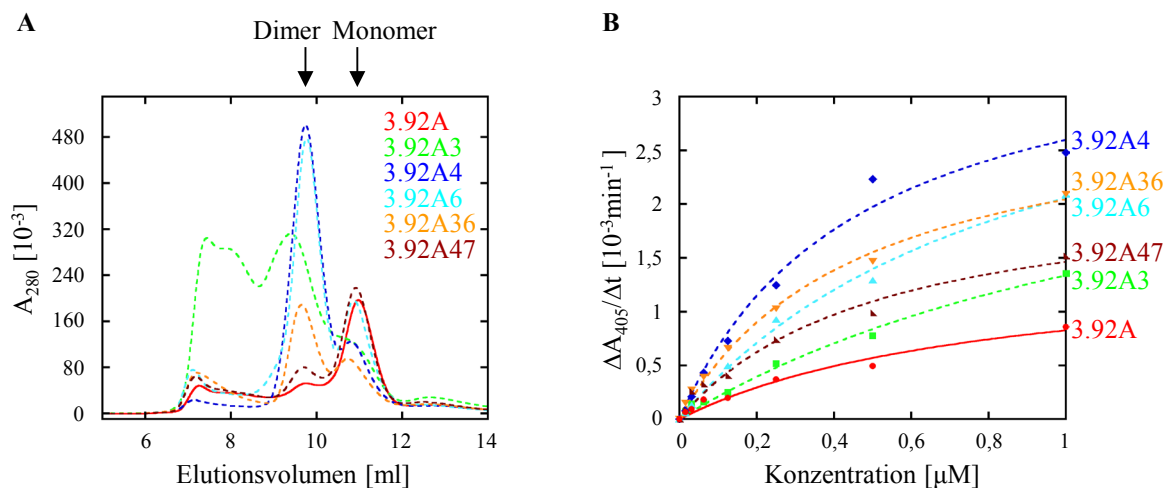 A
Dimer Monomer
3.92A
3.92A3
3.92A4
3.92A6
3.92A36
3.92A47
A280 [10-3]
480
400
320
240
160
80
0
6 8 10 12 14
Elutionsvolumen [ml]
B
ΔA405/Δt [10-3min-1]
3
2,5
2
1,5
1
0,5
0
0 0,2 0,4 0,6 0,8 1
Konzentration [µM]
3.92A4
3.92A36
3.92A6
3.92A47
3.92A3
3.92A